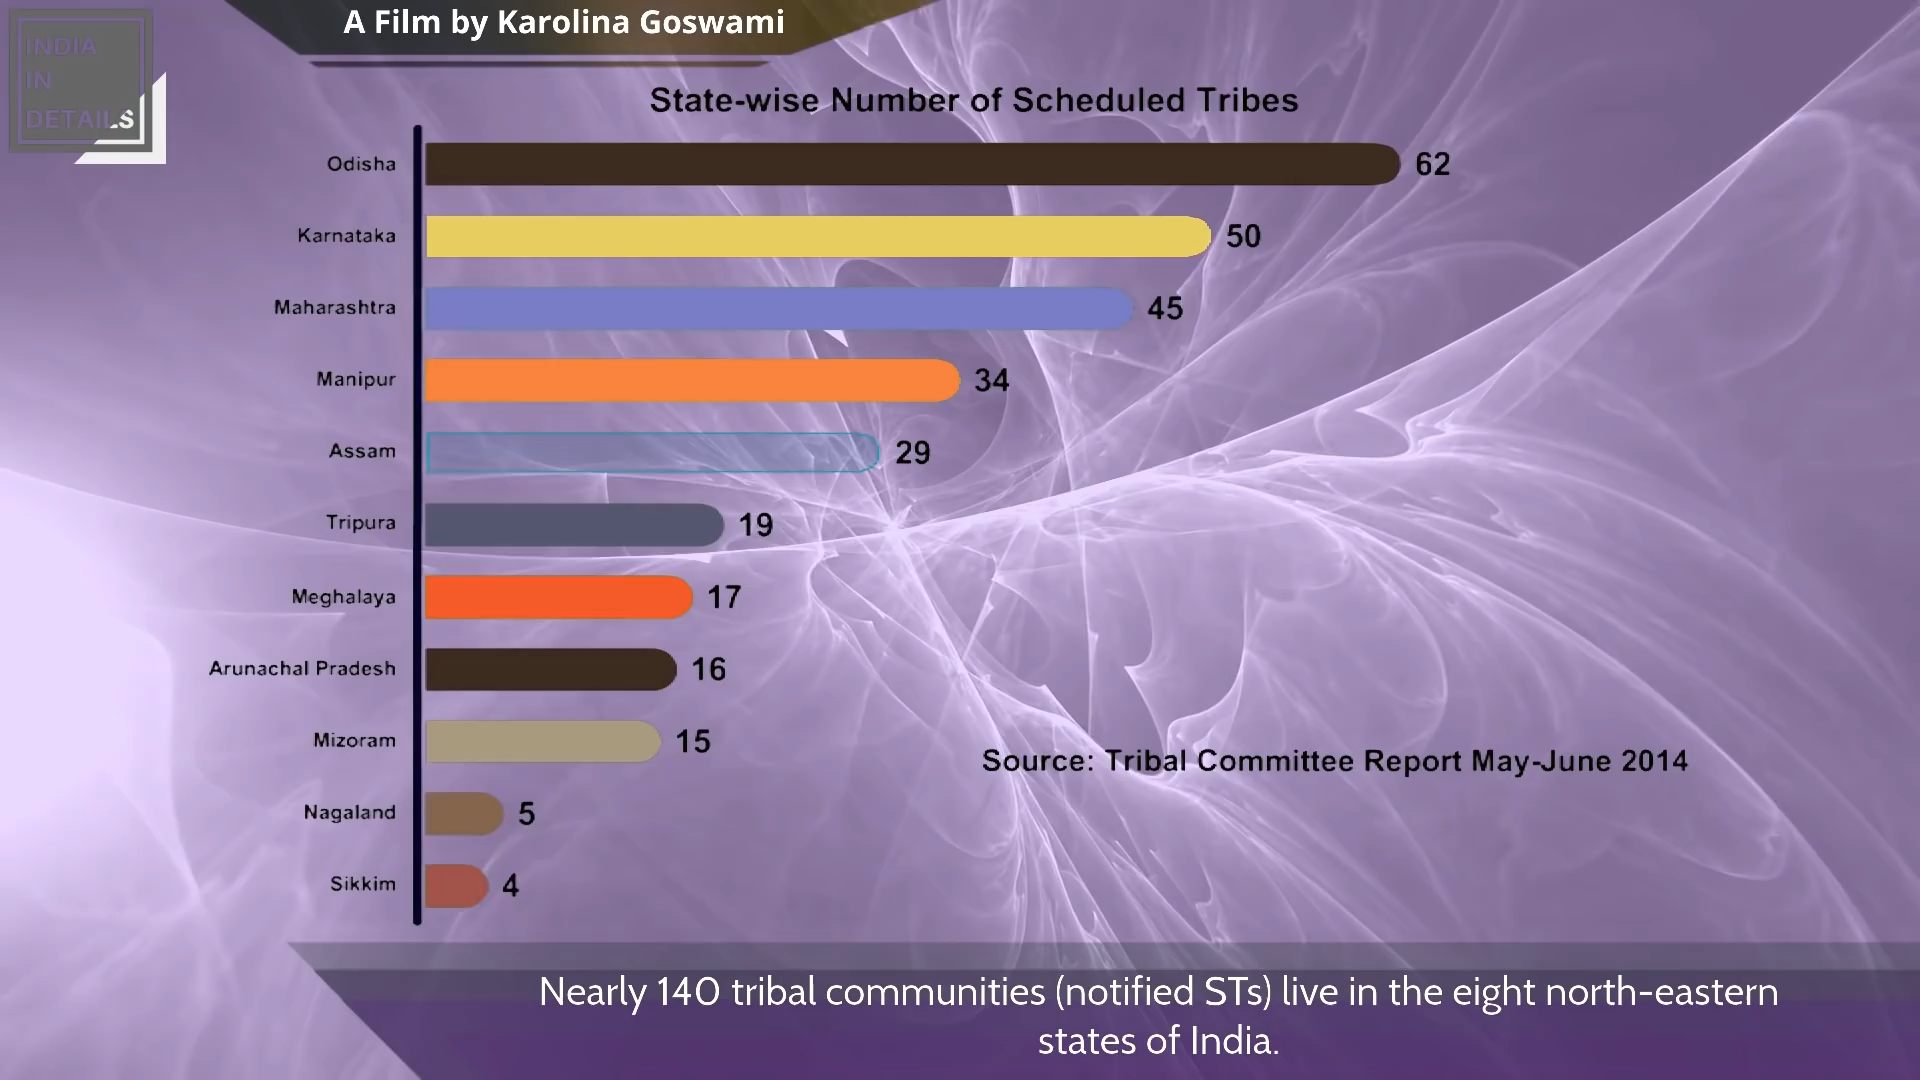 A Film by Karolina Goswami
INDIA
IN
DETAILS
State-wise Number of Scheduled Tribes
Odisha 62
Karnataka 50
Maharashtra 45
Manipur 34
Assam 29
Tripura 19
Meghalaya 17
Arunachal Pradesh 16
Mizoram 15
Source: Tribal Committee Report May-June 2014
Nagaland 5
Sikkim 4
Nearly 140 tribal communities (notified STs) live in the eight north-eastern
states of India.